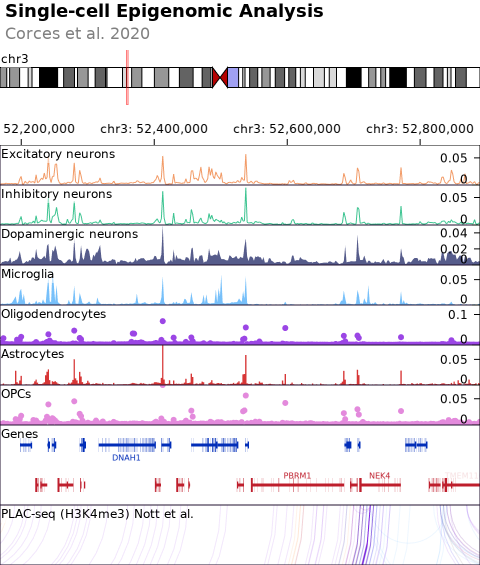 Single-cell Epigenomic Analysis
Corces et al. 2020
chr3
52,200,000 chr3: 52,400,000 chr3: 52,600,000 chr3: 52,800,000
Excitatory neurons 0.05
0
Inhibitory neurons 0.05
0
Dopaminergic neurons 0.04
0.02
0
Microglia 0.05
0
Oligodendrocytes 0.1
0
Astrocytes 0.05
0
OPCs 0.05
0
Genes
DNAH1
PBRM1 NEK4 TMEM110
PLAC-seq (H3K4me3) Nott et al.